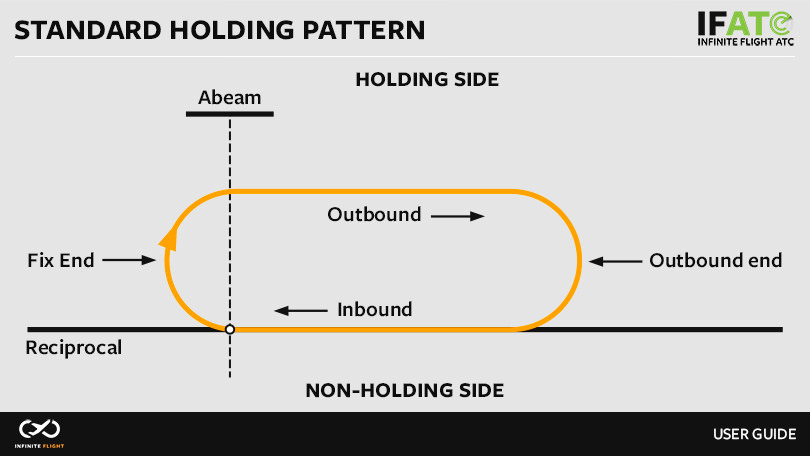 STANDARD HOLDING PATTERN
IFATC
INFINITE FLIGHT ATC
HOLDING SIDE
Abeam
Outbound
Fix End
Outbound end
Inbound
Reciprocal
NON-HOLDING SIDE
INFINITE FLIGHT
USER GUIDE